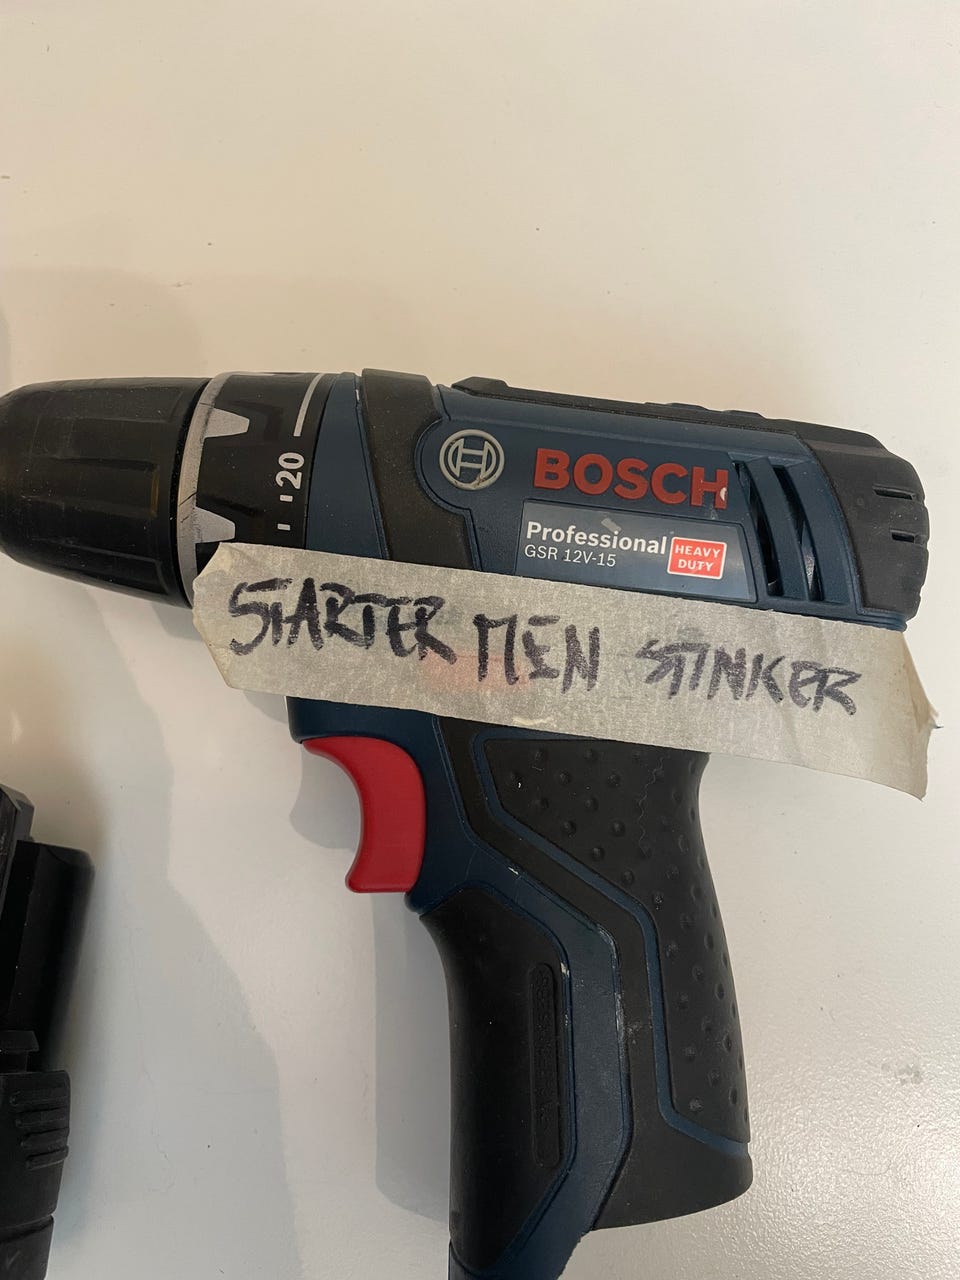 20
BOSCH
Professional
GSR 12V-15
HEAVY
DUTY
STARTER MEN STINKER